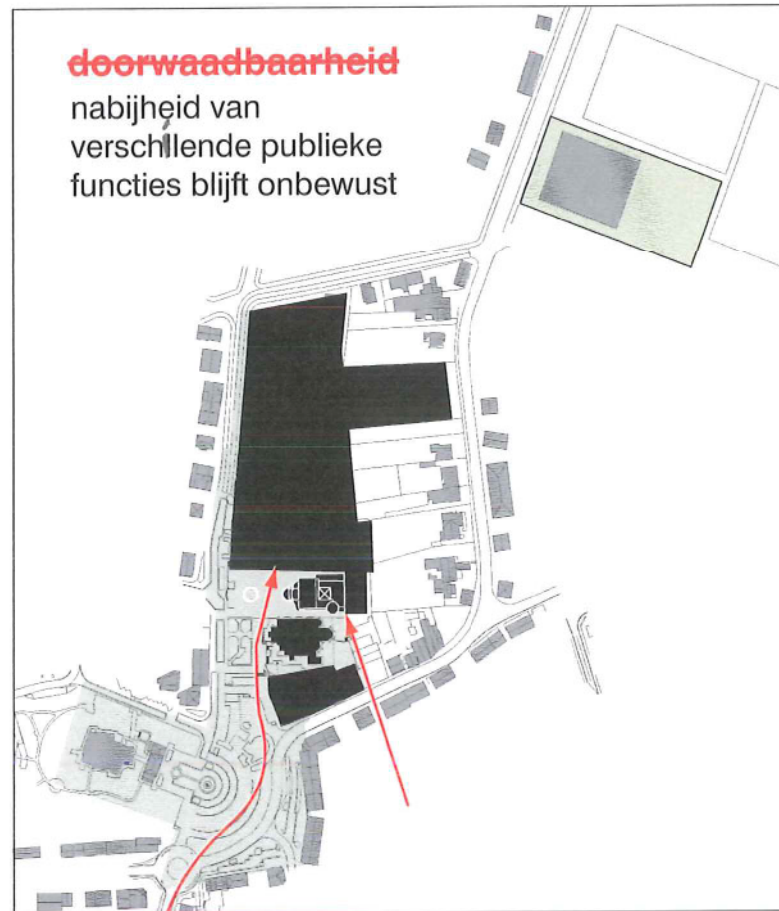 doorwaadbaarheid
nabijheid van
verschillende publieke
functies blijft onbewust